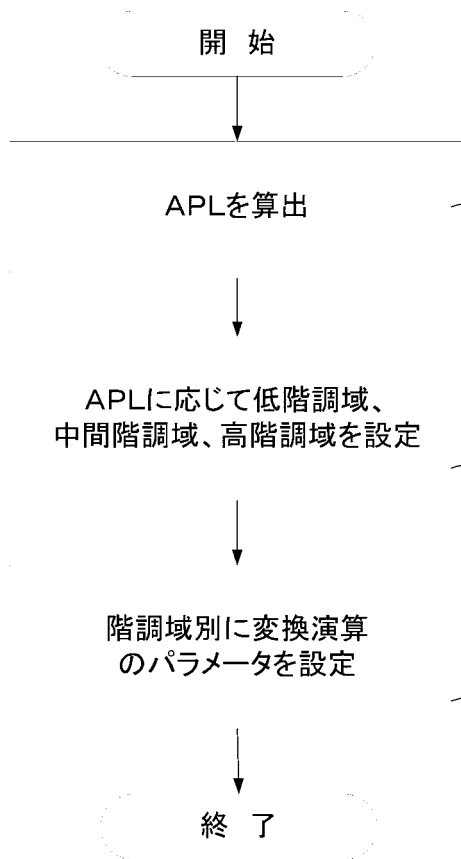 開 始
APLを算出
APLに応じて低階調域、
中間階調域、高階調域を設定
階調域別に変換演算
のパラメータを設定
終 了